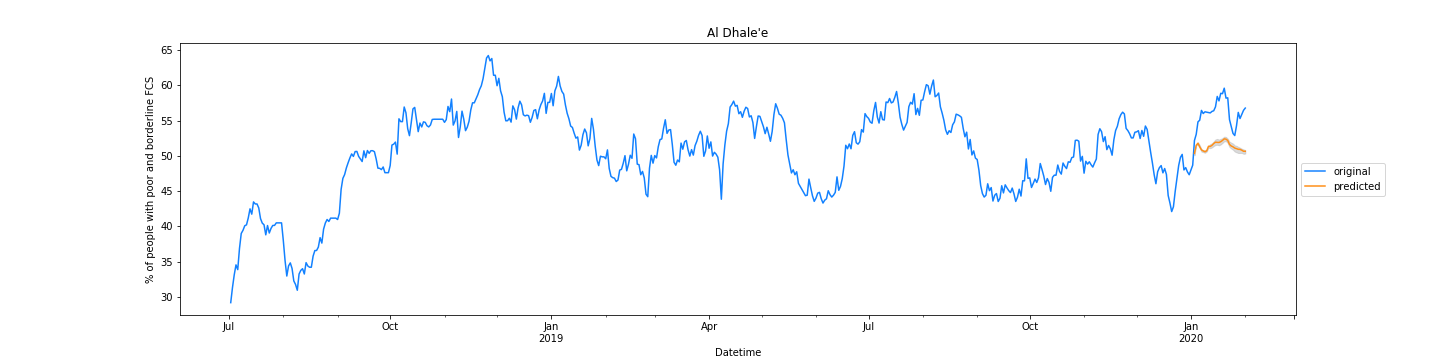 Al Dhale'e
% of people with poor and borderline FCS
65
60
55
50
45
40
35
30
Jul
Oct
Jan
2019
Apr
Jul
Oct
Jan
2020
Datetime
original
predicted